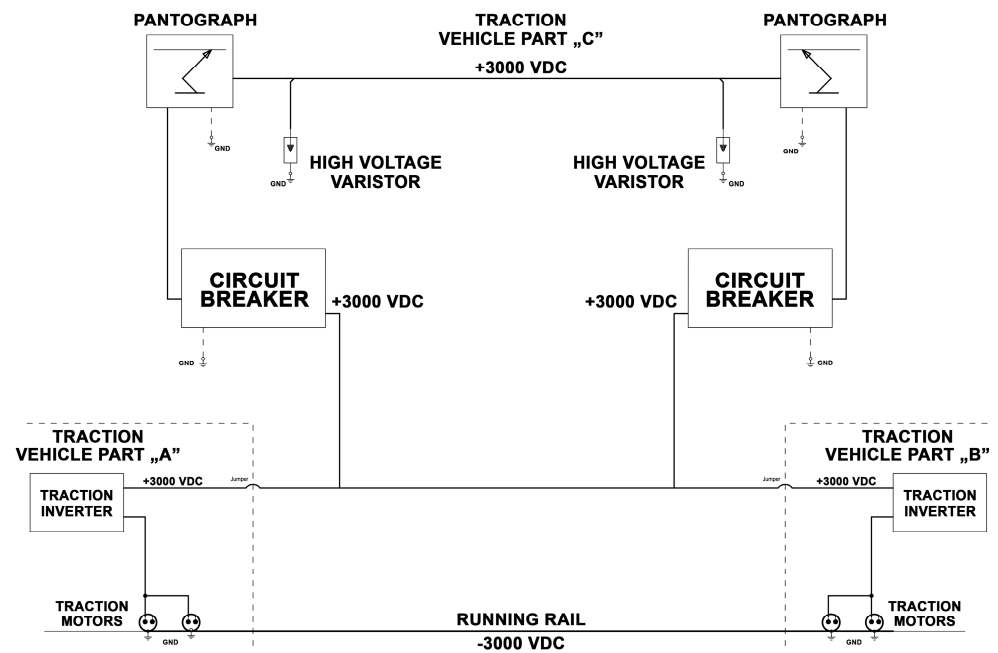 PANTOGRAPH
TRACTION
VEHICLE PART „C”
PANTOGRAPH
+3000 VDC
GND
GND
HIGH VOLTAGE
VARISTOR
GND
HIGH VOLTAGE
VARISTOR
GND
CIRCUIT
BREAKER
+3000 VDC
GND
+3000 VDC
CIRCUIT
BREAKER
GND
TRACTION
VEHICLE PART „A”
TRACTION
VEHICLE PART „B”
+3000 VDC
Jumper
Jumper
+3000 VDC
TRACTION
INVERTER
TRACTION
INVERTER
TRACTION
MOTORS
GND
RUNNING RAIL
-3000 VDC
TRACTION
MOTORS
GND